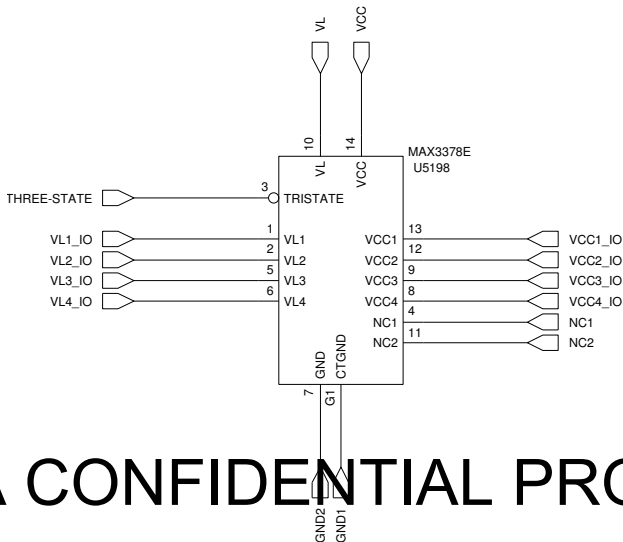 VL
VCC
10
14
VL
VCC
MAX3378E
U5198
THREE-STATE
3
TRISTATE
VL1_IO
1
VL1
VCC1
13
VCC1_IO
VL2_IO
2
VL2
VCC2
12
VCC2_IO
VL3_IO
5
VL3
VCC3
9
VCC3_IO
VL4_IO
6
VL4
VCC4
8
VCC4_IO
NC1
4
NC1
NC2
11
NC2
GND
CTGND
7
G1
A CONFIDENTIAL PRO
GND2
GND1